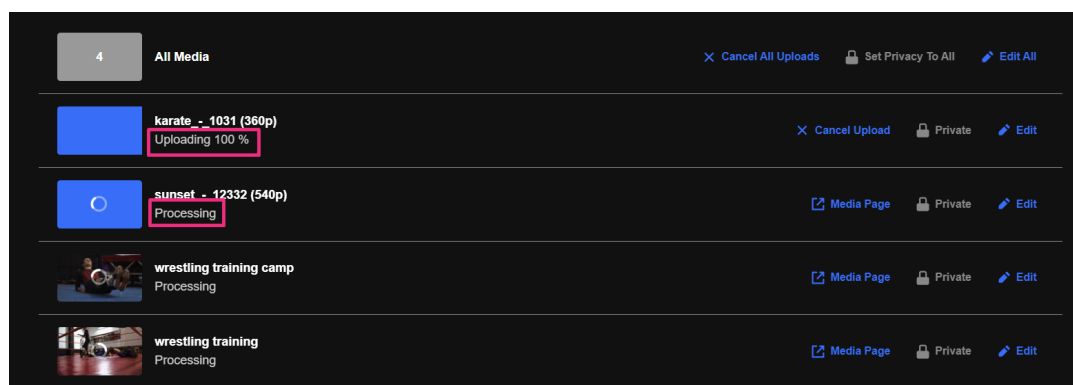 4 All Media Cancel All Uploads Set Privacy To All Edit All
karate_-_1031 (360p)
Uploading 100 % Cancel Upload Private Edit
sunset_-_12332 (540p)
Processing Media Page Private Edit
wrestling training camp
Processing Media Page Private Edit
wrestling training
Processing Media Page Private Edit